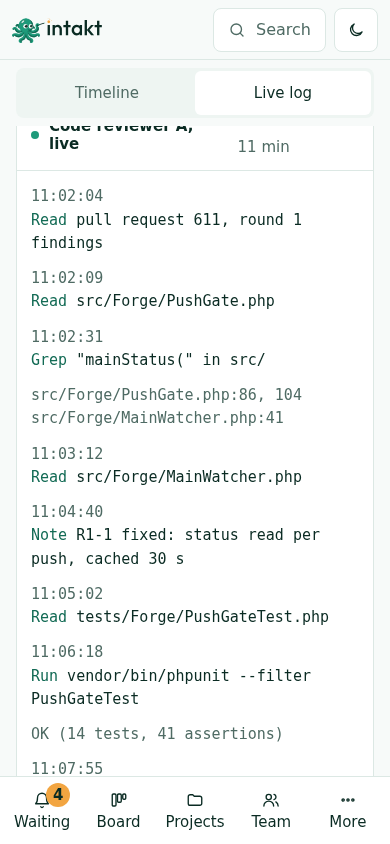 intakt
Search
Timeline
Live log
Code reviewer A,
live
11 min
11:02:04
Read pull request 611, round 1
findings
11:02:09
Read src/Forge/PushGate.php
11:02:31
Grep "mainStatus(" in src/
src/Forge/PushGate.php:86, 104
src/Forge/MainWatcher.php:41
11:03:12
Read src/Forge/MainWatcher.php
11:04:40
Note R1-1 fixed: status read per
push, cached 30 s
11:05:02
Read tests/Forge/PushGateTest.php
11:06:18
Run vendor/bin/phpunit --filter
PushGateTest
OK (14 tests, 41 assertions)
11:07:55
4
Waiting
Board
Projects
Team
More